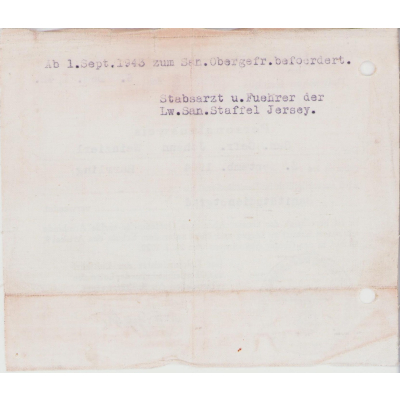 Ab 1.Sept.1943 zum San.Obergefr.befoerdert.
Stabsarzt u.Fuehrer der
Lw.San.Staffel Jersey.